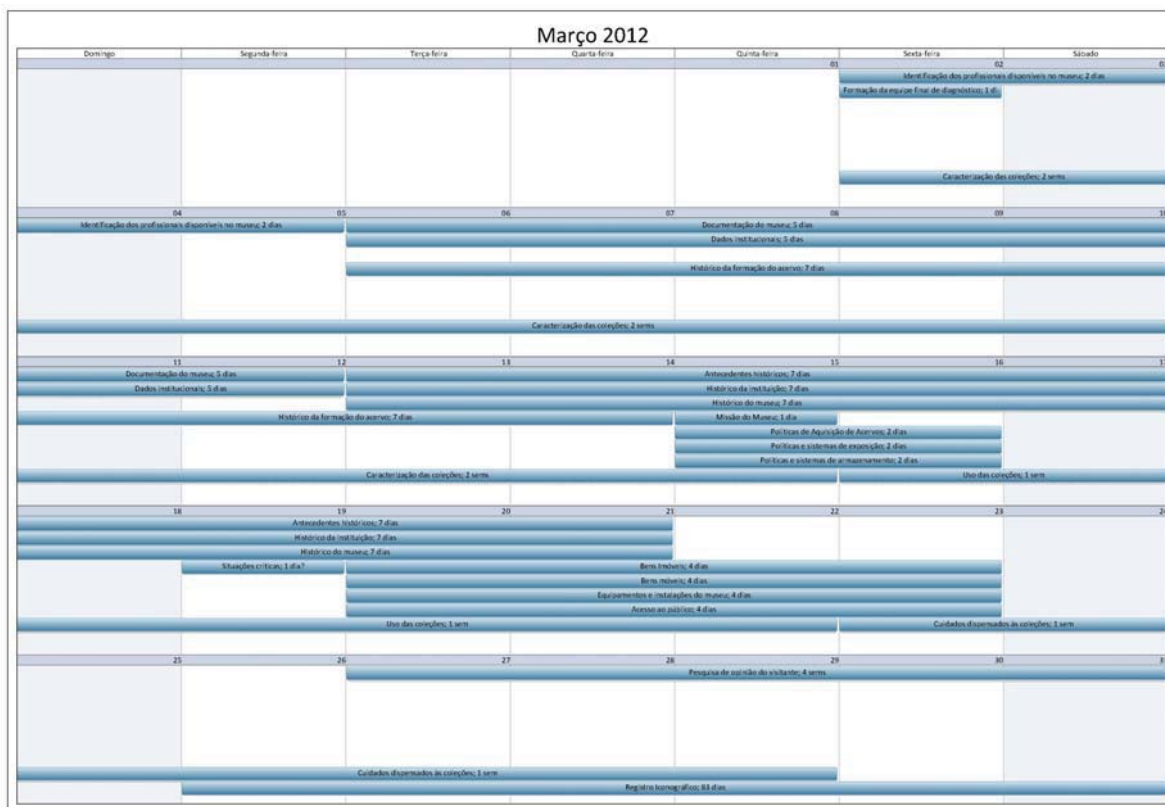 Março 2012
Domingo Segunda-feira Terça-feira Quarta-feira Quinta-feira Sexta-feira Sábado
01 02 03
Identificação dos profissionais disponíveis no museu; 2 dias
Formação da equipe final de diagnóstico; 1 di
Caracterização das coleções; 2 sems
04 05 06 07 08 09 10
Identificação dos profissionais disponíveis no museu; 2 dias Documentação do museu; 5 dias
Dados institucionais; 5 dias
Histórico da formação do acervo; 7 dias
Caracterização das coleções; 2 sems
11 12 13 14 15 16 17
Documentação do museu; 5 dias Antecedentes históricos; 7 dias
Dados institucionais; 5 dias Histórico da instituição; 7 dias
Histórico do museu; 7 dias
Histórico da formação do acervo; 7 dias Missão do Museu; 1 dia
Políticas de Aquisição de Acervos; 2 dias
Políticas e sistemas de exposição; 2 dias
Políticas e sistemas de armazenamento; 2 dias
Caracterização das coleções; 2 sems Uso das coleções; 1 sem
18 19 20 21 22 23
Antecedentes históricos; 7 dias
Histórico da instituição; 7 dias
Histórico do museu; 7 dias
Situações críticas; 1 dia? Bens Imóveis; 4 dias
Bens móveis; 4 dias
Equipamentos e instalações do museu; 4 dias
Acesso ao público; 4 dias
Uso das coleções; 1 sem Cuidados dispensados às coleções; 1 sem
25 26 27 28 29 30 31
Pesquisa de opinião do visitante; 4 sems
Cuidados dispensados às coleções; 1 sem
Registro Iconográfico; 83 dias